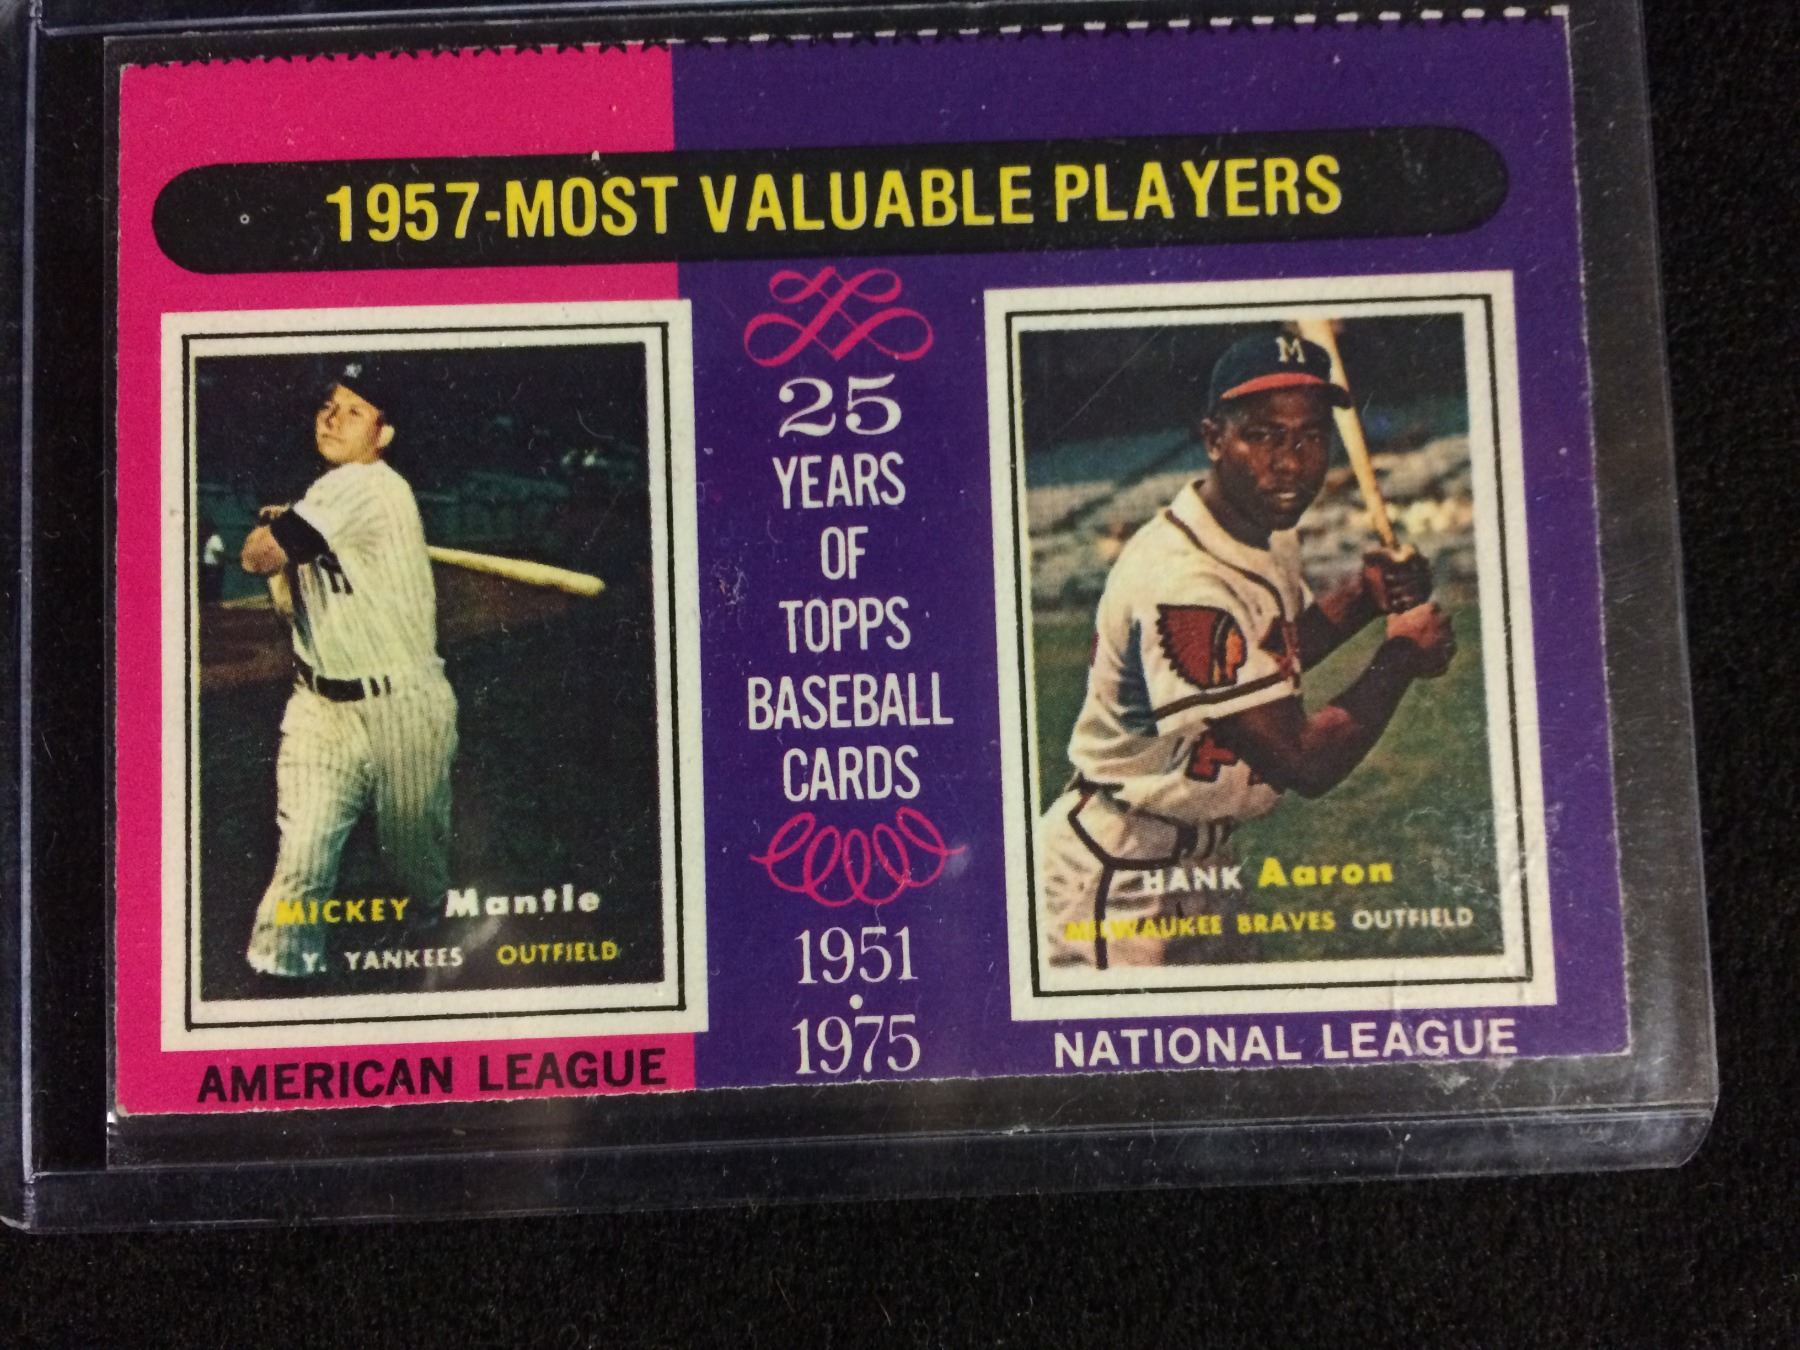 1957-MOST VALUABLE PLAYERS
MICKEY Mantle
Y. YANKEES OUTFIELD
AMERICAN LEAGUE
25
YEARS
OF
TOPPS
BASEBALL
CARDS
1951
•
1975
M
HANK Aaron
MILWAUKEE BRAVES OUTFIELD
NATIONAL LEAGUE